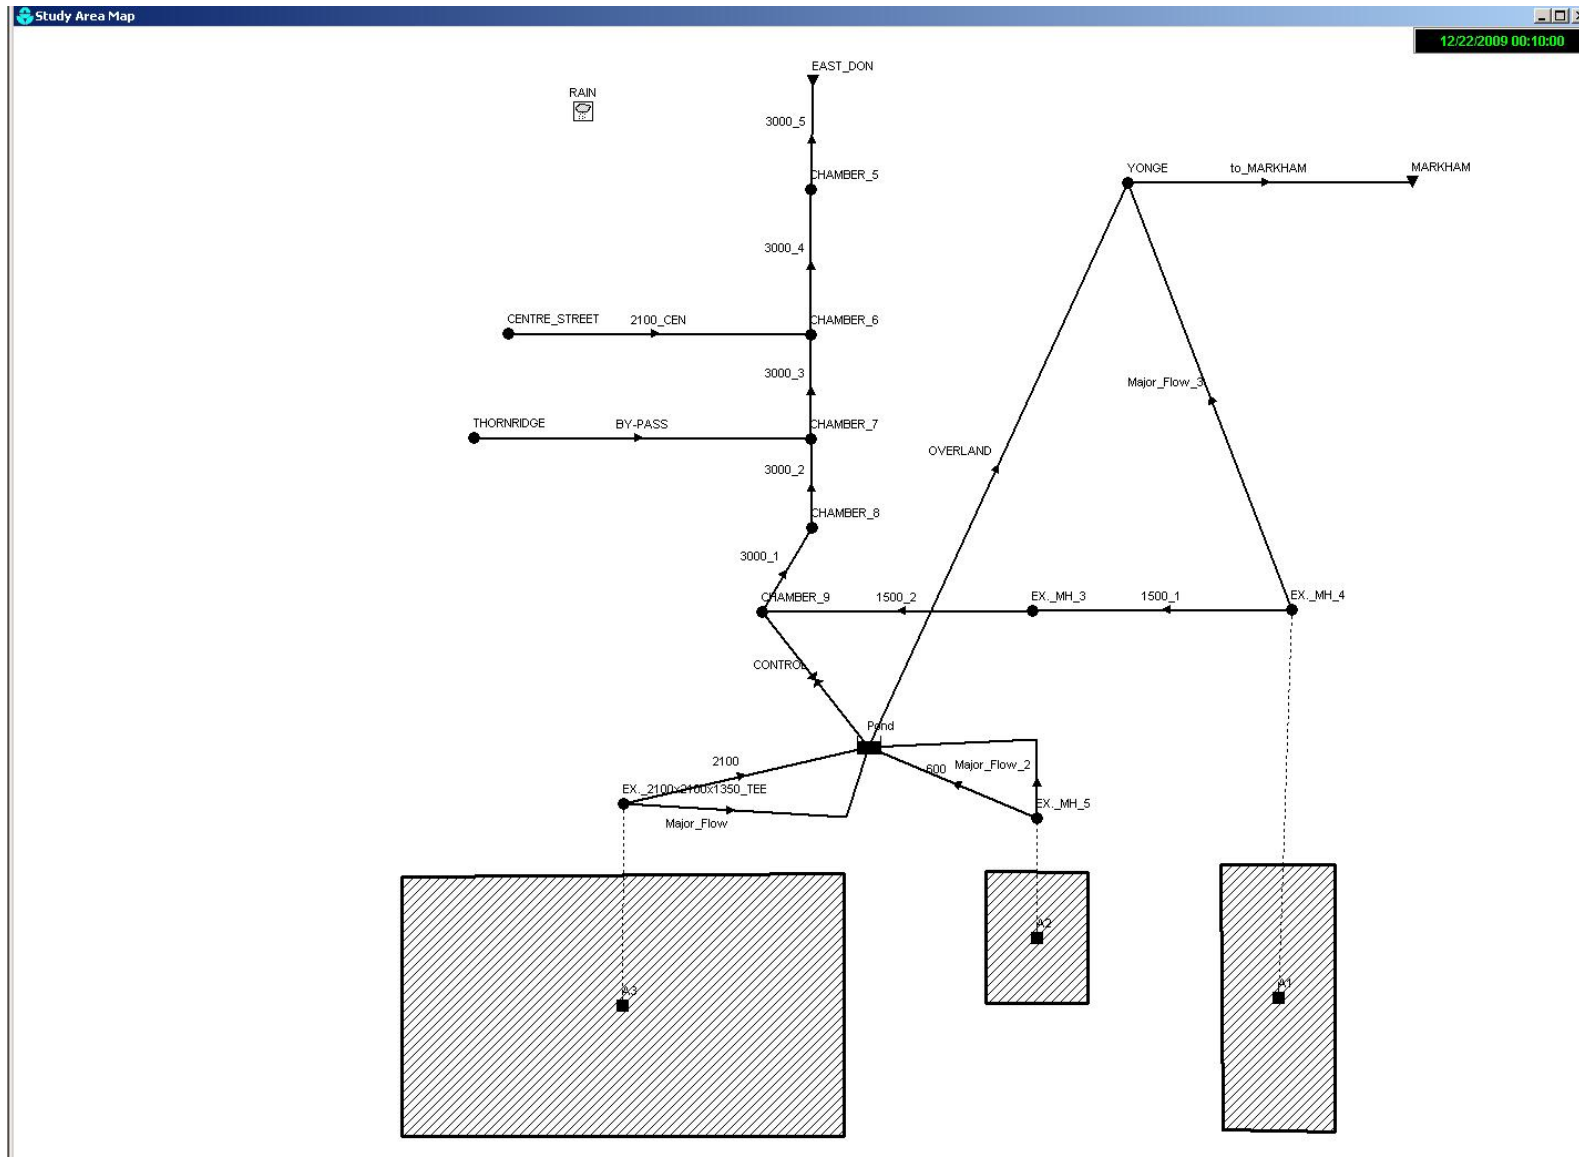 Study Area Map
12/22/2009 00:10:00
EAST_DON
RAIN
3000_5
YONGE
to_MARKHAM
MARKHAM
CHAMBER_5
3000_4
CENTRE_STREET
2100_CEN
CHAMBER_6
3000_3
Major_Flow_3
THORNRIDGE
BY-PASS
CHAMBER_7
OVERLAND
3000_2
CHAMBER_8
3000_1
CHAMBER_9
1500_2
EX._MH_3
1500_1
EX._MH_4
CONTROL
Pond
2100
600
Major_Flow_2
EX._2100x2100x1350_TEE
EX._MH_5
Major_Flow
A2
A3
A1